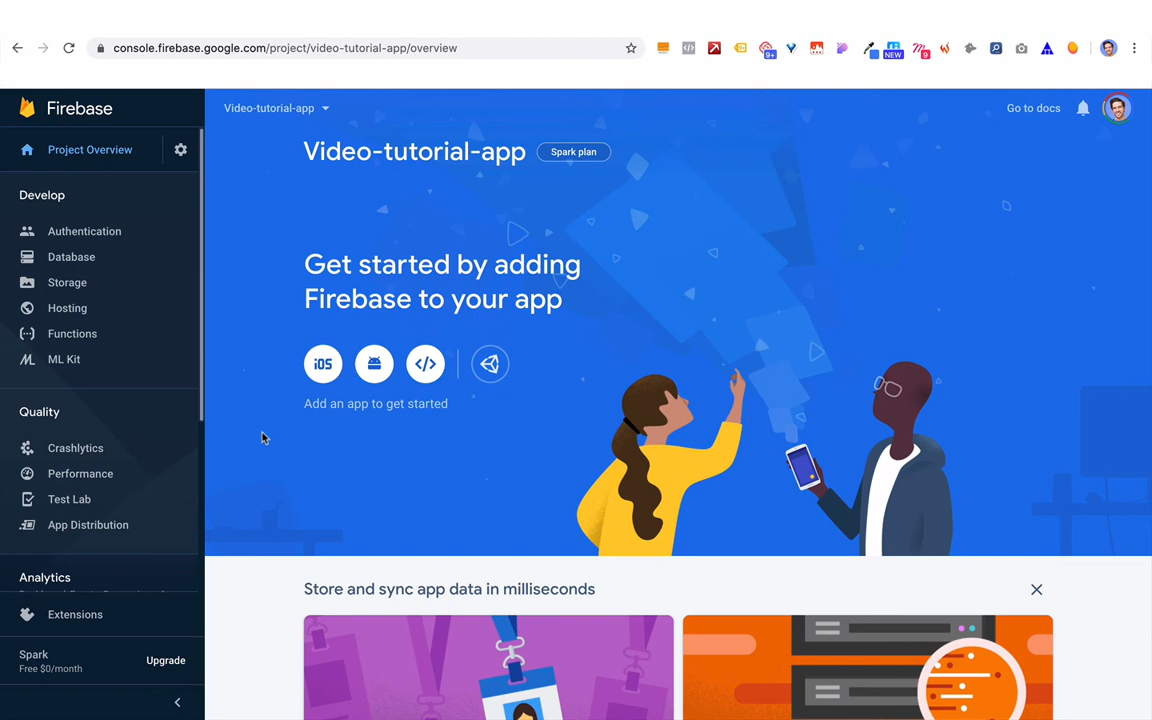 console.firebase.google.com/project/video-tutorial-app/overview
9+
NEW
9
Firebase
Video-tutorial-app
Go to docs
Project Overview
Video-tutorial-app
Spark plan
Develop
Authentication
Database
Storage
Hosting
Functions
ML Kit
Get started by adding
Firebase to your app
iOS
Add an app to get started
Quality
Crashlytics
Performance
Test Lab
App Distribution
Analytics
Extensions
Spark
Free $0/month
Upgrade
Store and sync app data in milliseconds